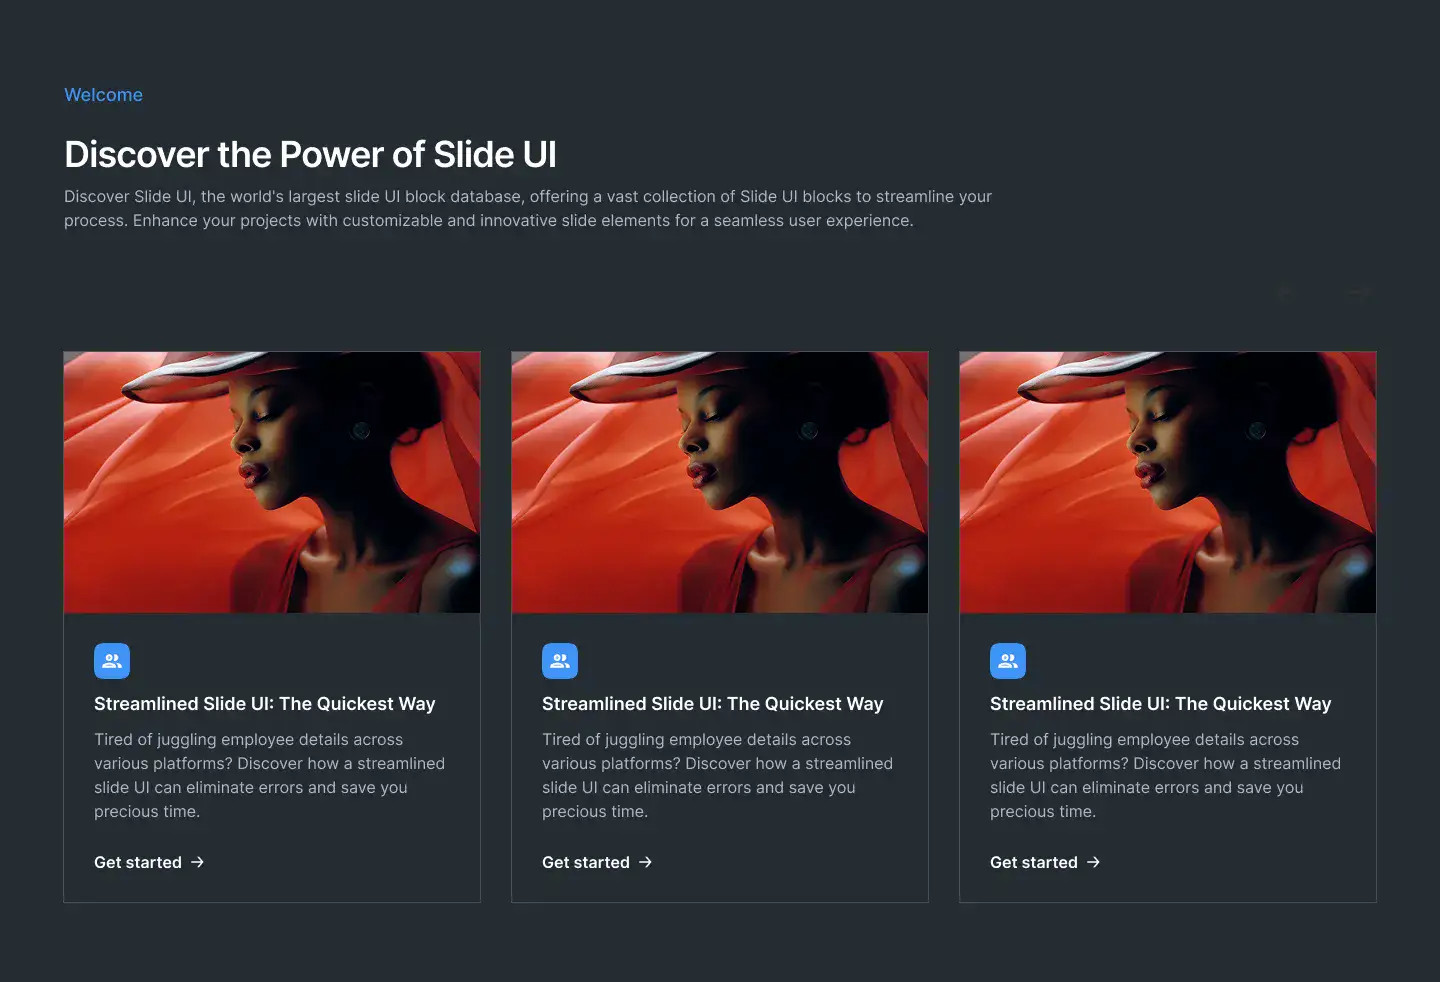 Welcome
Discover the Power of Slide UI
Discover Slide UI, the world's largest slide UI block database, offering a vast collection of Slide UI blocks to streamline your
process. Enhance your projects with customizable and innovative slide elements for a seamless user experience.
Streamlined Slide UI: The Quickest Way
Tired of juggling employee details across
various platforms? Discover how a streamlined
slide UI can eliminate errors and save you
precious time.
Get started →
Streamlined Slide UI: The Quickest Way
Tired of juggling employee details across
various platforms? Discover how a streamlined
slide UI can eliminate errors and save you
precious time.
Get started →
Streamlined Slide UI: The Quickest Way
Tired of juggling employee details across
various platforms? Discover how a streamlined
slide UI can eliminate errors and save you
precious time.
Get started →